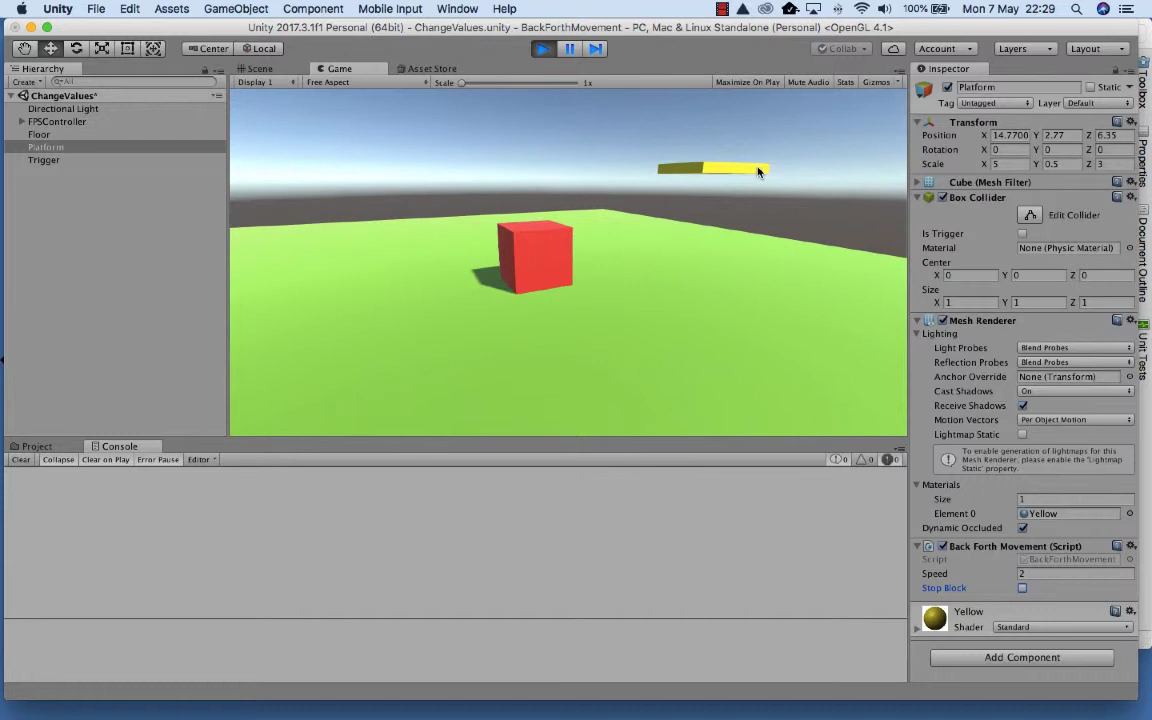 Unity File Edit Assets GameObject Component Mobile Input Window Help 100% Mon 7 May 22:29
Unity 2017.3.1f1 Personal (64bit) - ChangeValues.unity - BackForthMovement - PC, Mac & Linux Standalone (Personal) <OpenGL 4.1>
Center Local Collab Account Layers Layout
Hierarchy Scene Game Asset Store Inspector
Create All Display 1 Free Aspect Scale 1x Maximize On Play Mute Audio Stats Gizmos
Platform Static
ChangeValues*
Tag Untagged Layer Default
Directional Light
FPSController
Transform
Floor
Position X 14.7700 Y 2.77 Z 6.35
Platform
Rotation X 0 Y 0 Z 0
Trigger
Scale X 5 Y 0.5 Z 3
Cube (Mesh Filter)
Box Collider
Edit Collider
Is Trigger
Material None (Physic Material)
Center
X 0 Y 0 Z 0
Size
X 1 Y 1 Z 1
Mesh Renderer
Lighting
Light Probes Blend Probes
Reflection Probes Blend Probes
Anchor Override None (Transform)
Cast Shadows On
Receive Shadows
Motion Vectors Per Object Motion
Lightmap Static
To enable generation of lightmaps for this
Mesh Renderer, please enable the 'Lightmap
Static' property.
Materials
Size 1
Element 0 Yellow
Dynamic Occluded
Back Forth Movement (Script)
Script BackForthMovement
Speed 2
Stop Block
Yellow
Shader Standard
Add Component
Project Console
Clear Collapse Clear on Play Error Pause Editor 0 0 0
Toolbox
Properties
Document Outline
Unit Tests